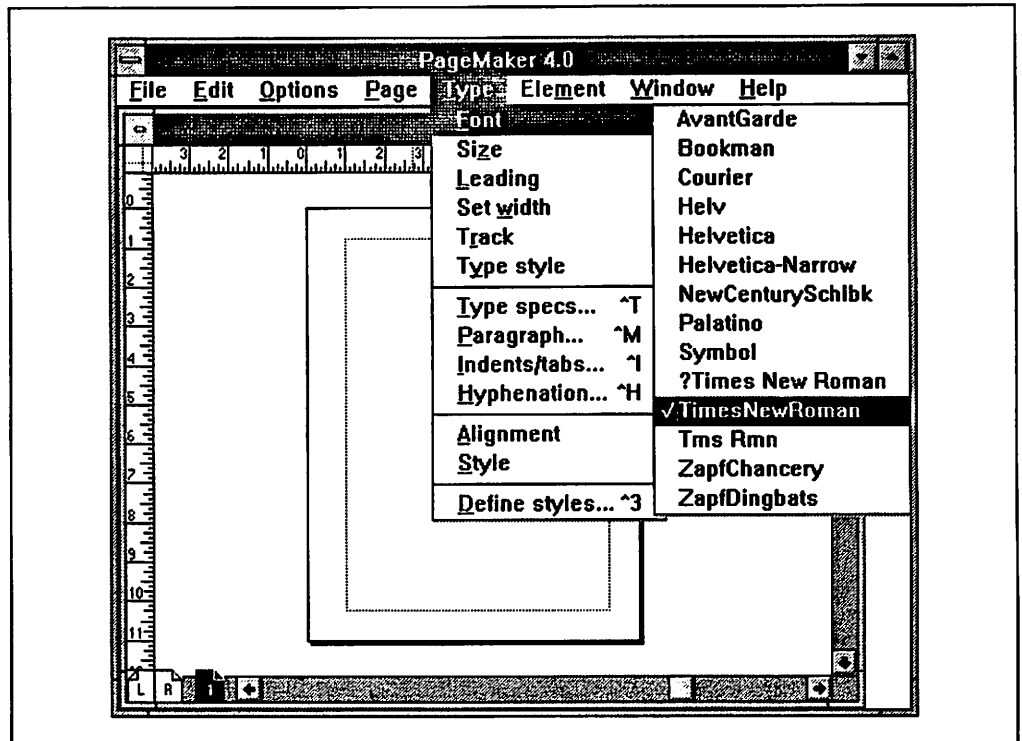 PageMaker 4.0
File Edit Options Page Type Element Window Help
Font
Size
Leading
Set width
Track
Type style
Type specs... ^T
Paragraph... ^M
Indents/tabs... ^I
Hyphenation... ^H
Alignment
Style
Define styles... ^3
AvantGarde
Bookman
Courier
Helv
Helvetica
Helvetica-Narrow
NewCenturySchlbk
Palatino
Symbol
?Times New Roman
√TimesNewRoman
Tms Rmn
ZapfChancery
ZapfDingbats
3 2 1 0 1 2 3
0
1
2
3
4
5
6
7
8
9
10
11
L R 1